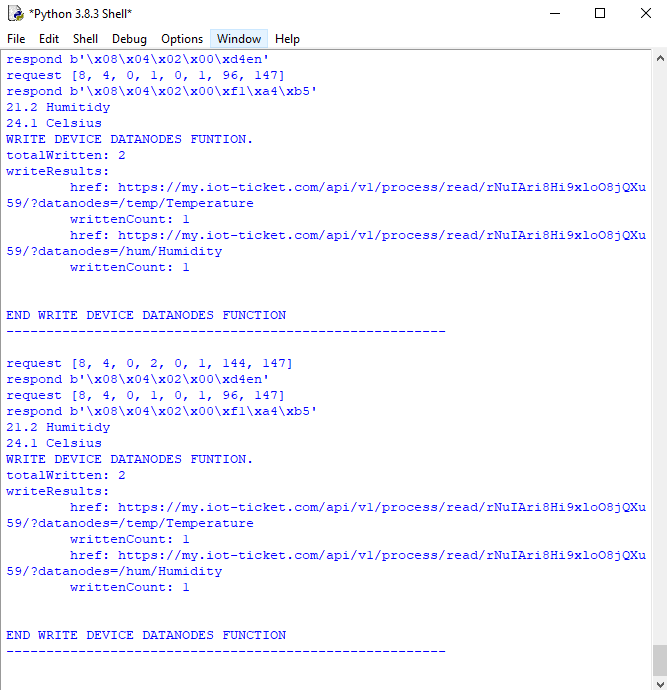 *Python 3.8.3 Shell*
File Edit Shell Debug Options Window Help
respond b'\x08\x04\x02\x00\xd4en'
request [8, 4, 0, 1, 0, 1, 96, 147]
respond b'\x08\x04\x02\x00\xf1\xa4\xb5'
21.2 Humitidy
24.1 Celsius
WRITE DEVICE DATANODES FUNTION.
totalWritten: 2
writeResults:
href: https://my.iot-ticket.com/api/v1/process/read/rNuIAri8Hi9xloO8jQXu
59/?datanodes=/temp/Temperature
writtenCount: 1
href: https://my.iot-ticket.com/api/v1/process/read/rNuIAri8Hi9xloO8jQXu
59/?datanodes=/hum/Humidity
writtenCount: 1
END WRITE DEVICE DATANODES FUNCTION
-------------------------------------------------------
request [8, 4, 0, 2, 0, 1, 144, 147]
respond b'\x08\x04\x02\x00\xd4en'
request [8, 4, 0, 1, 0, 1, 96, 147]
respond b'\x08\x04\x02\x00\xf1\xa4\xb5'
21.2 Humitidy
24.1 Celsius
WRITE DEVICE DATANODES FUNTION.
totalWritten: 2
writeResults:
href: https://my.iot-ticket.com/api/v1/process/read/rNuIAri8Hi9xloO8jQXu
59/?datanodes=/temp/Temperature
writtenCount: 1
href: https://my.iot-ticket.com/api/v1/process/read/rNuIAri8Hi9xloO8jQXu
59/?datanodes=/hum/Humidity
writtenCount: 1
END WRITE DEVICE DATANODES FUNCTION
-------------------------------------------------------